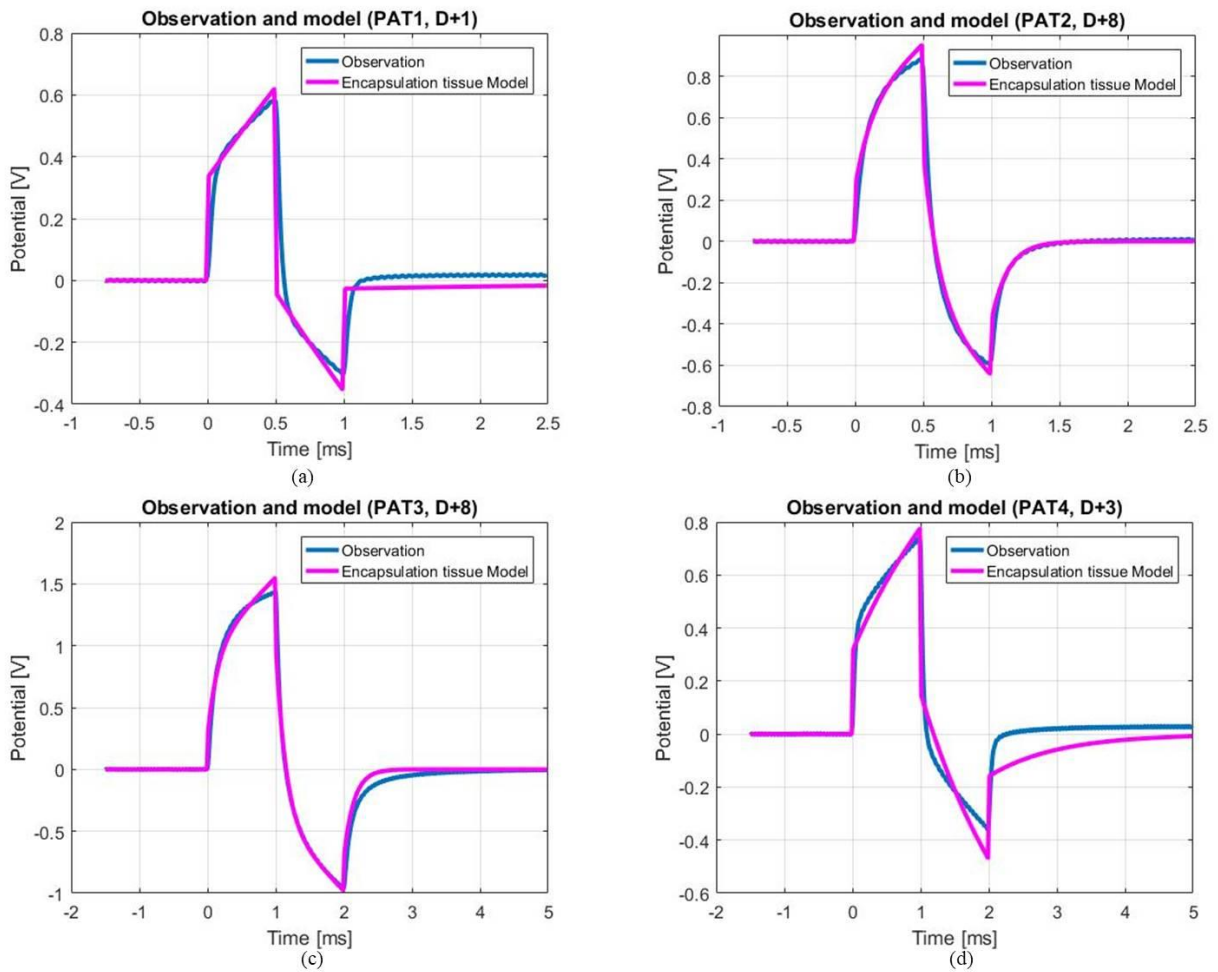 Observation and model (PAT1, D+1)
0.8
0.6
0.4
0.2
0
-0.2
-0.4
Potential [V]
Observation
Encapsulation tissue Model
-1 -0.5 0 0.5 1 1.5 2 2.5
Time [ms]
(a)
Observation and model (PAT2, D+8)
0.8
0.6
0.4
0.2
0
-0.2
-0.4
-0.6
-0.8
Potential [V]
Observation
Encapsulation tissue Model
-1 -0.5 0 0.5 1 1.5 2 2.5
Time [ms]
(b)
Observation and model (PAT3, D+8)
2
1.5
1
0.5
0
-0.5
-1
Potential [V]
Observation
Encapsulation tissue Model
-2 -1 0 1 2 3 4 5
Time [ms]
(c)
Observation and model (PAT4, D+3)
0.8
0.6
0.4
0.2
0
-0.2
-0.4
-0.6
Potential [V]
Observation
Encapsulation tissue Model
-2 -1 0 1 2 3 4 5
Time [ms]
(d)